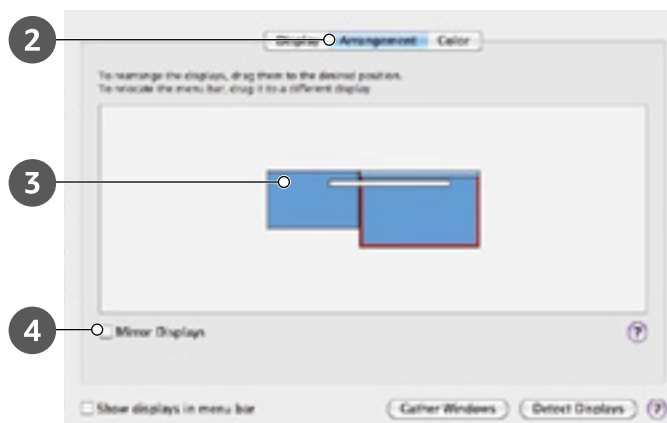 2
Display Arrangement Color
To rearrange the displays, drag them to the desired position.
To relocate the menu bar, drag it to a different display.
3
4
Mirror Displays
?
Show displays in menu bar
Gather Windows
Detect Displays
?